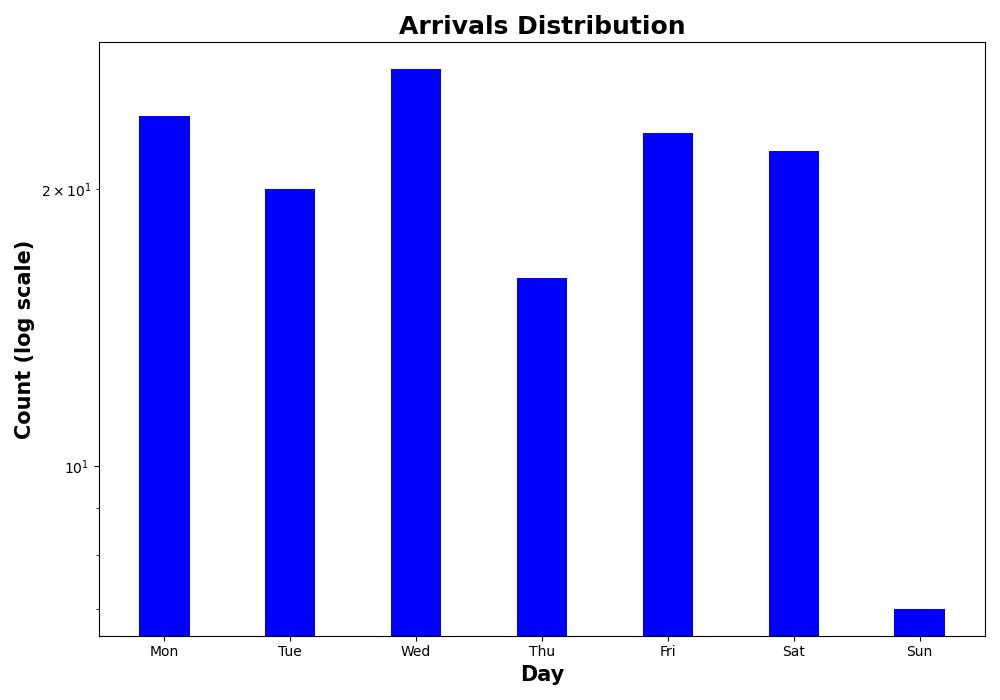 Arrivals Distribution
Count (log scale)
2 × 10¹
10¹
Mon Tue Wed Thu Fri Sat Sun
Day